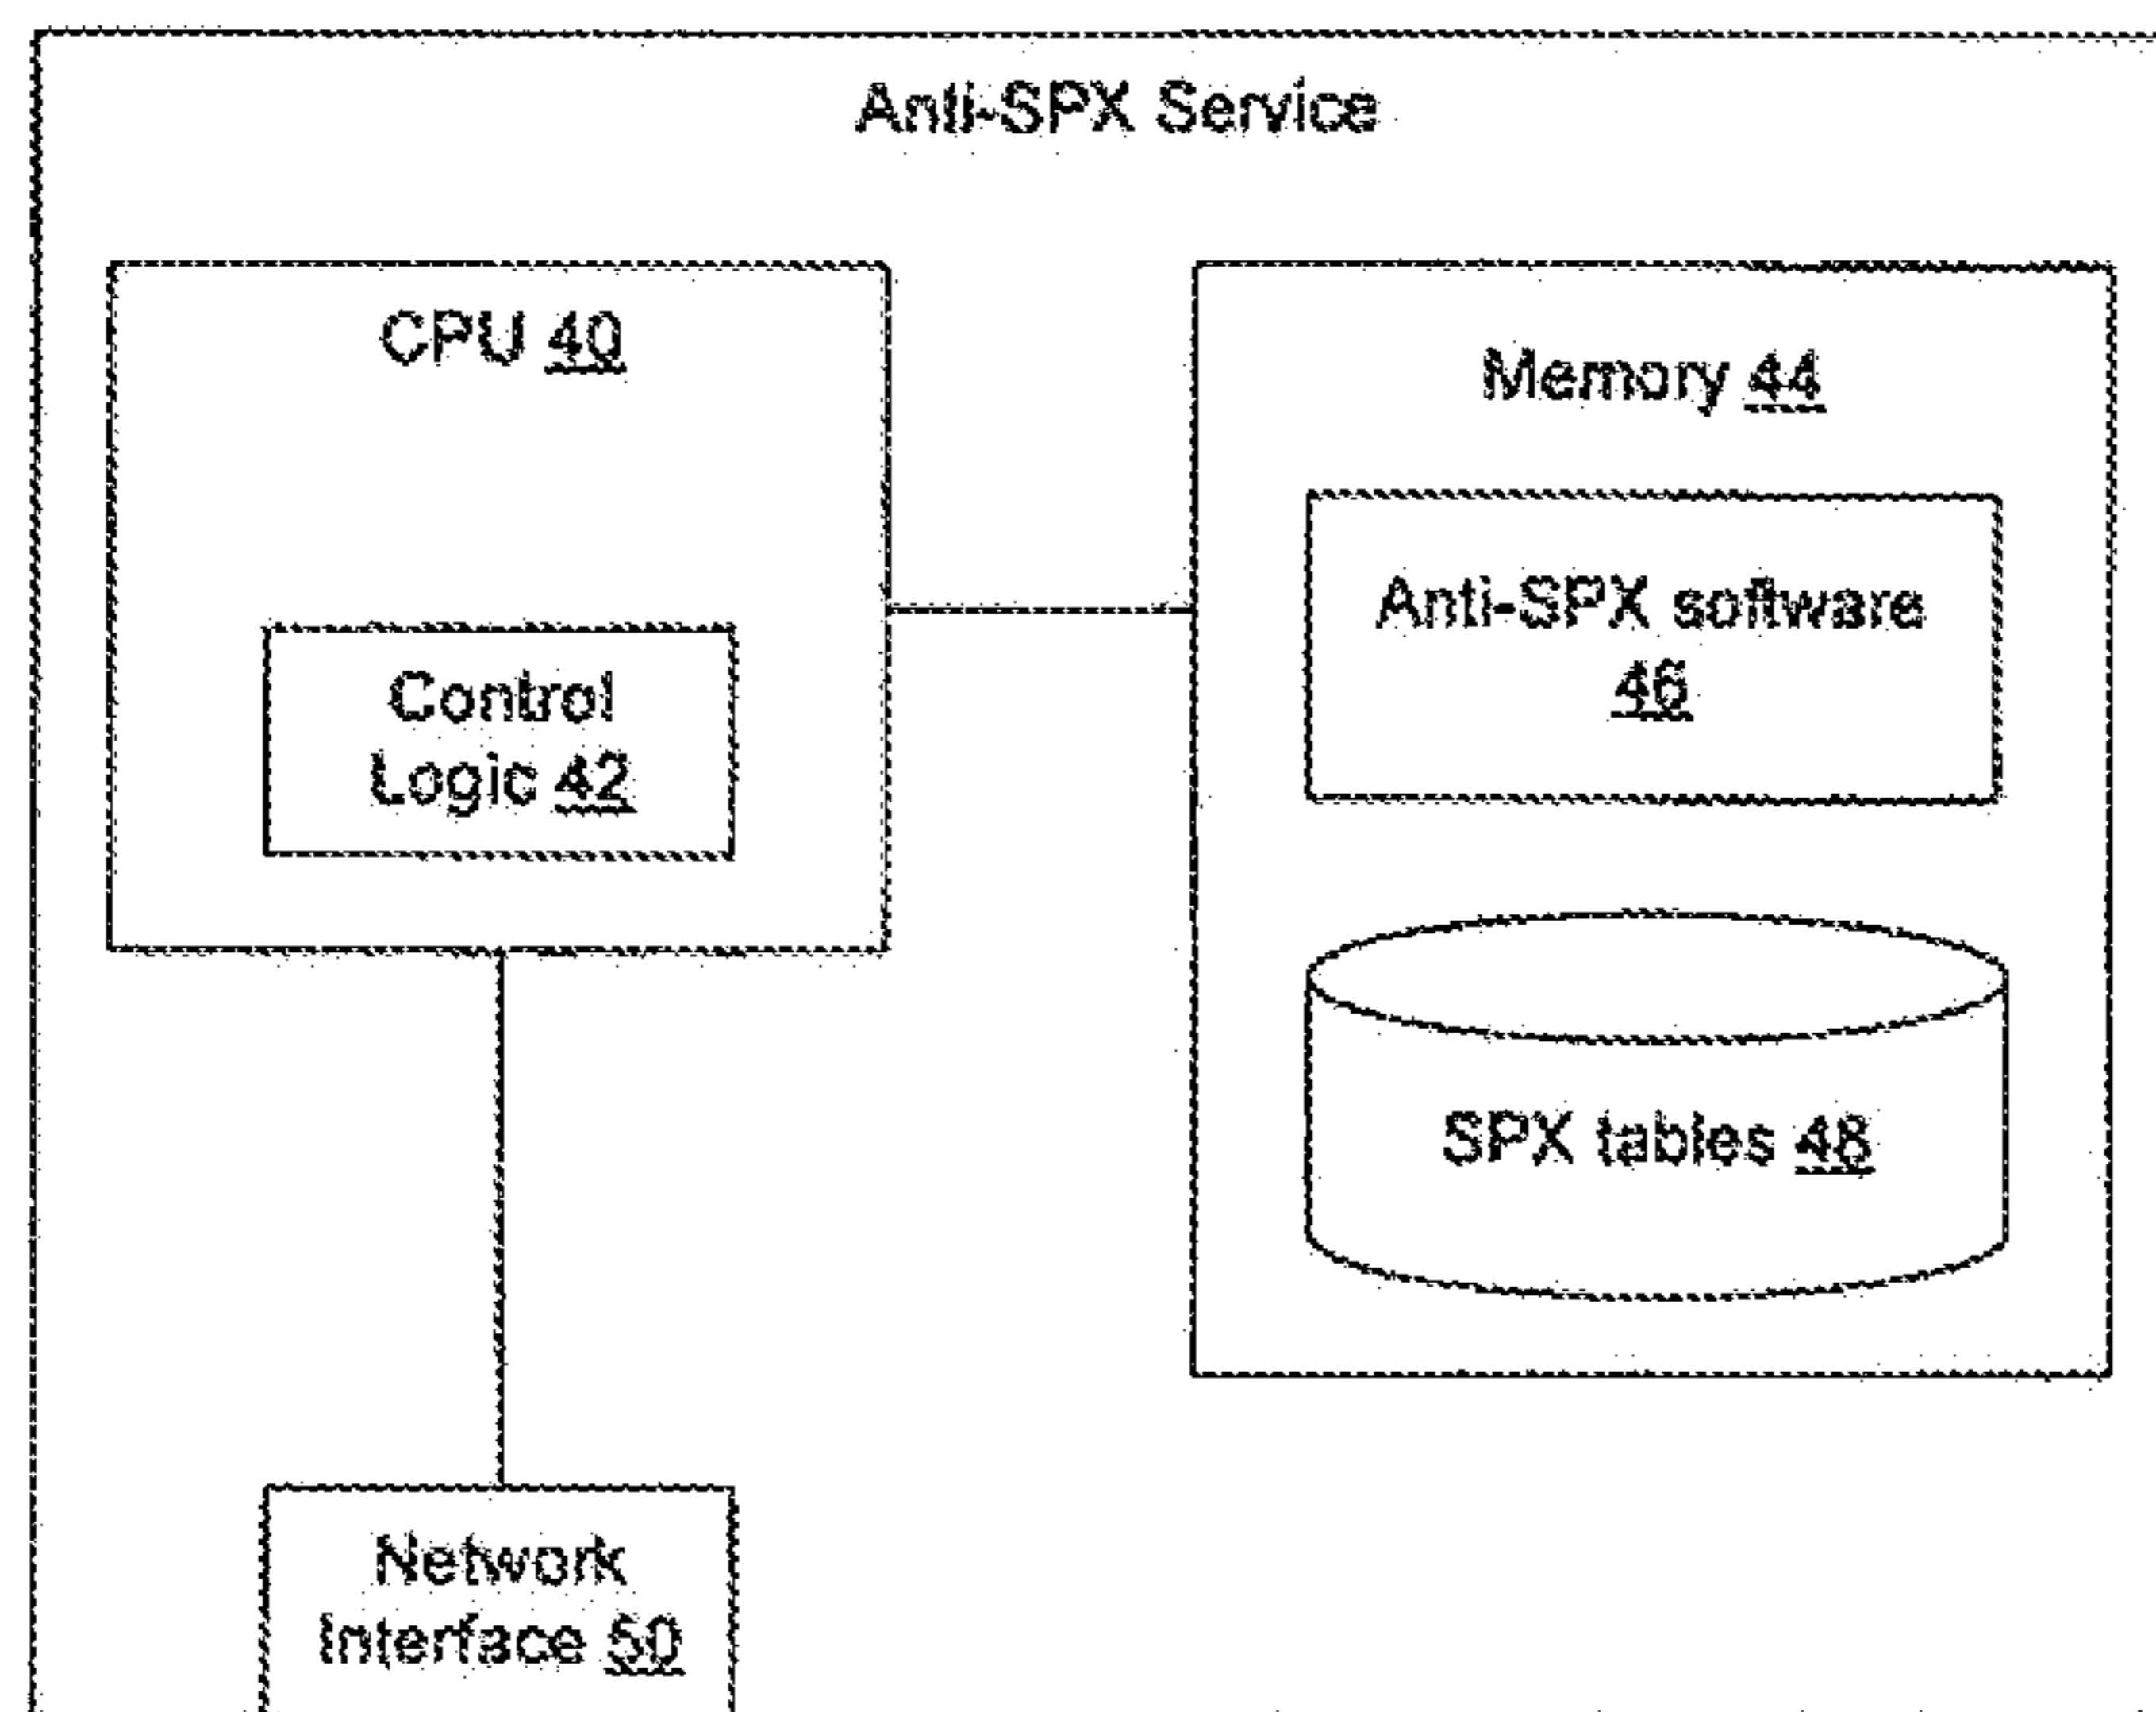 Anti-SPX Service
CPU 40
Control
Logic 42
Memory 44
Anti-SPX software
46
SPX tables 48
Network
Interface 50